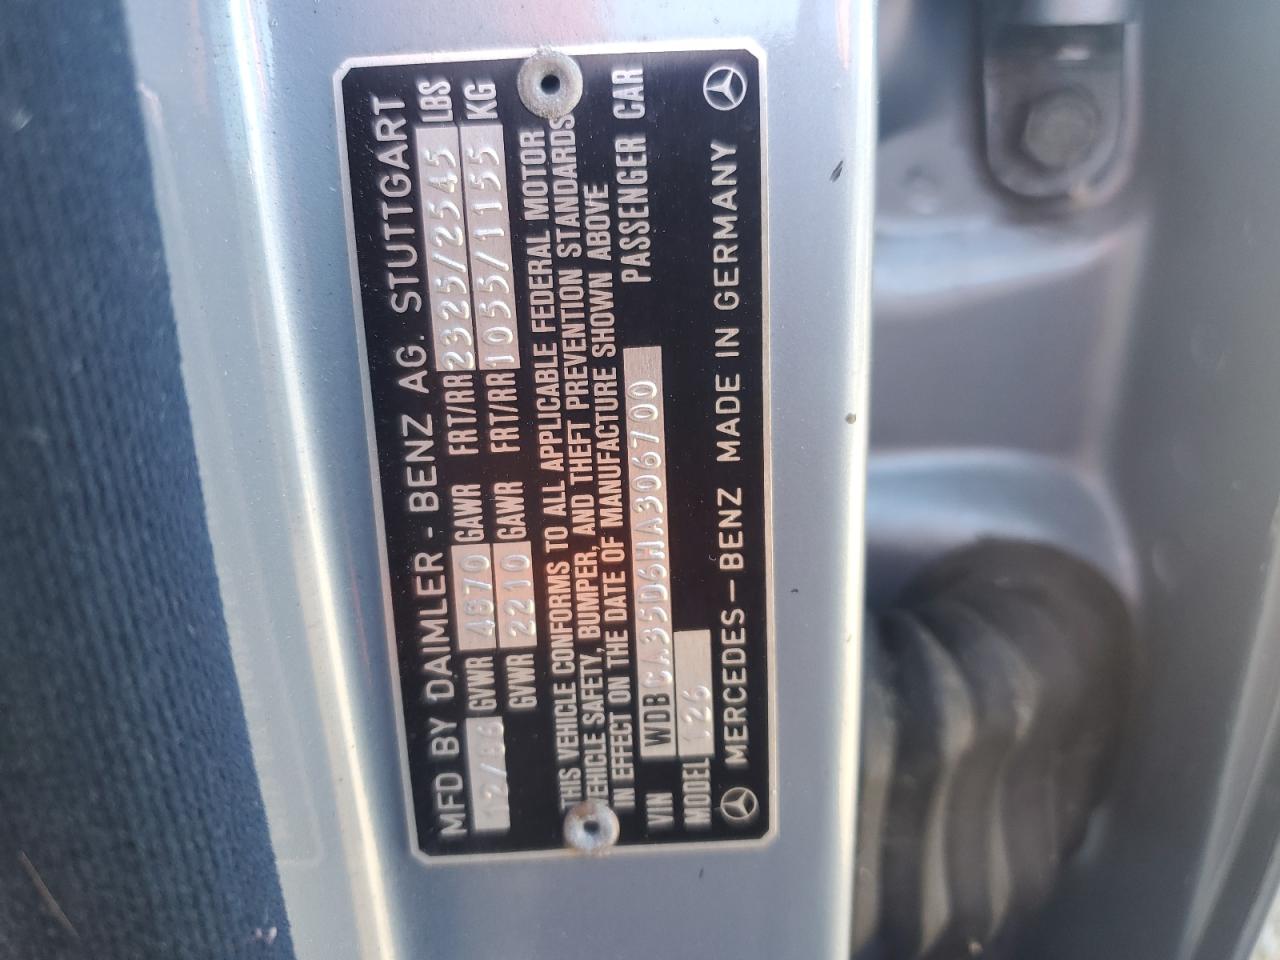 MFD BY DAIMLER - BENZ AG. STUTTGART
12/86 GVWR 4870 GAWR FRT/RR 2325/2545 LBS
GVWR 2210 GAWR FRT/RR 1055/1155 KG
THIS VEHICLE CONFORMS TO ALL APPLICABLE FEDERAL MOTOR
VEHICLE SAFETY, BUMPER, AND THEFT PREVENTION STANDARDS
IN EFFECT ON THE DATE OF MANUFACTURE SHOWN ABOVE
VIN WDB CA35D6HA306700 PASSENGER CAR
MODEL 126
MERCEDES-BENZ MADE IN GERMANY